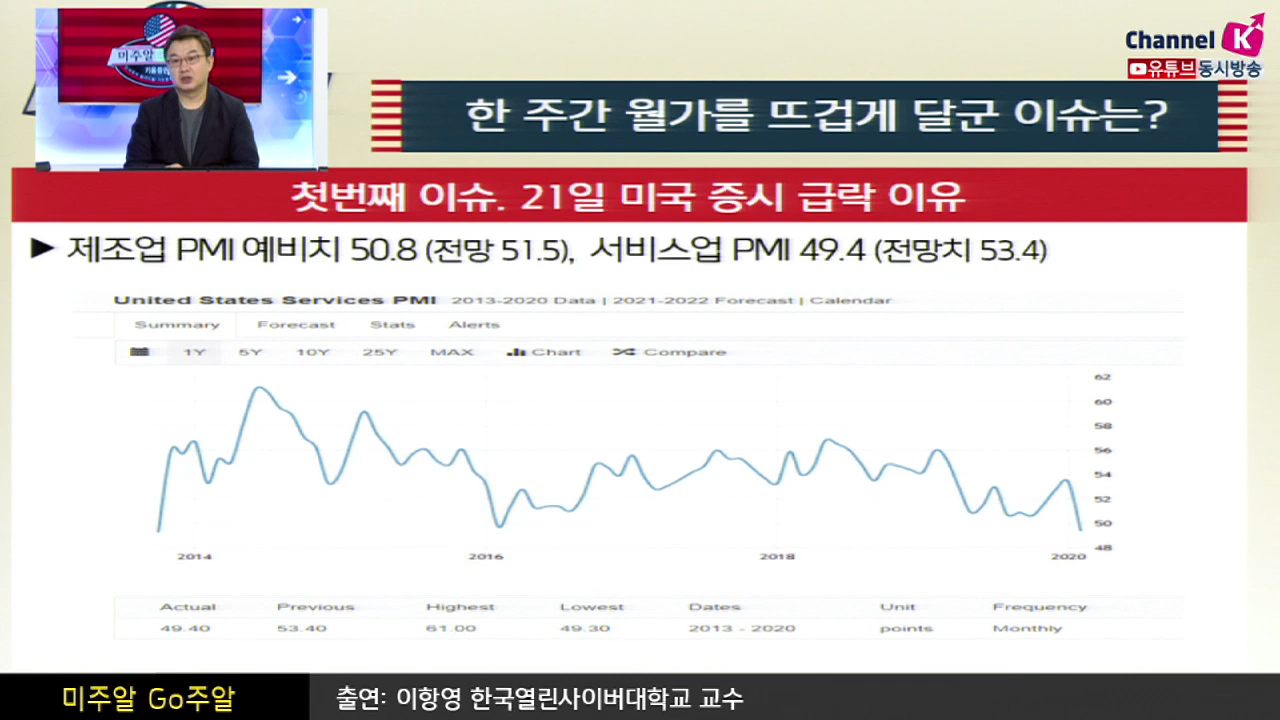 미주알
Channel K
유튜브동시방송
한 주간 월가를 뜨겁게 달군 이슈는?
첫번째 이슈. 21일 미국 증시 급락 이유
▶ 제조업 PMI 예비치 50.8 (전망 51.5), 서비스업 PMI 49.4 (전망치 53.4)
United States Services PMI 2013-2020 Data | 2021-2022 Forecast | Calendar
Summary Forecast Stats Alerts
1Y 5Y 10Y 25Y MAX Chart Compare
62
60
58
56
54
52
50
48
2014 2016 2018 2020
Actual Previous Highest Lowest Dates Unit Frequency
49.40 53.40 61.00 49.30 2013 - 2020 points Monthly
미주알 Go주알
출연: 이항영 한국열린사이버대학교 교수